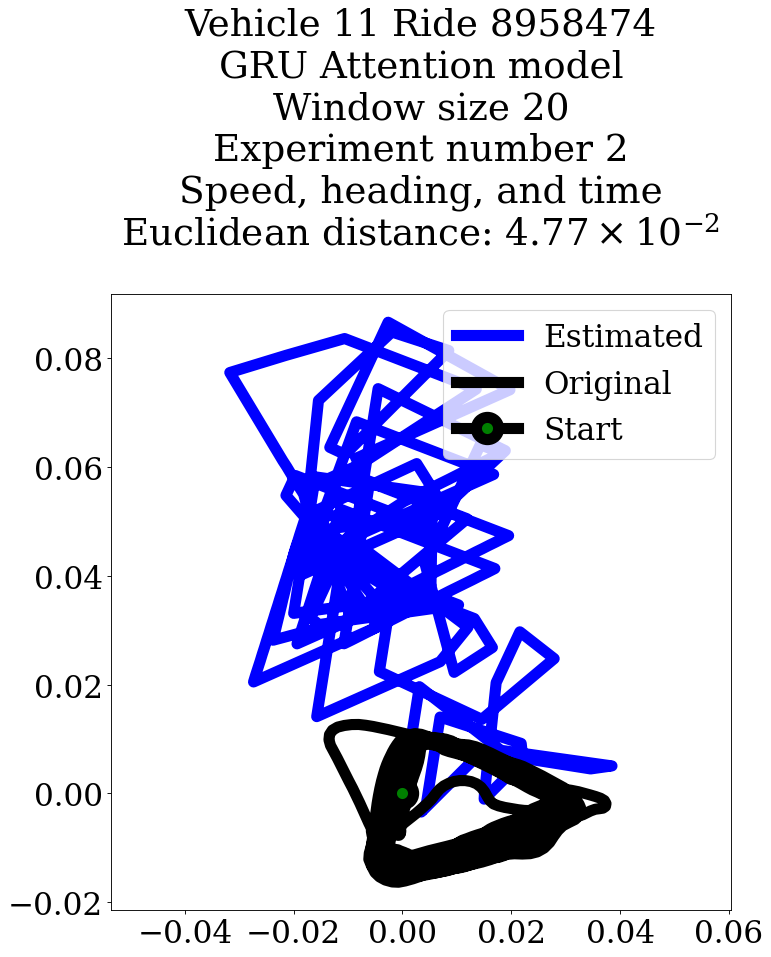 Vehicle 11 Ride 8958474
GRU Attention model
Window size 20
Experiment number 2
Speed, heading, and time
Euclidean distance: 4.77 × 10⁻²
Estimated
Original
Start
0.08
0.06
0.04
0.02
0.00
−0.02
−0.04 −0.02 0.00 0.02 0.04 0.06